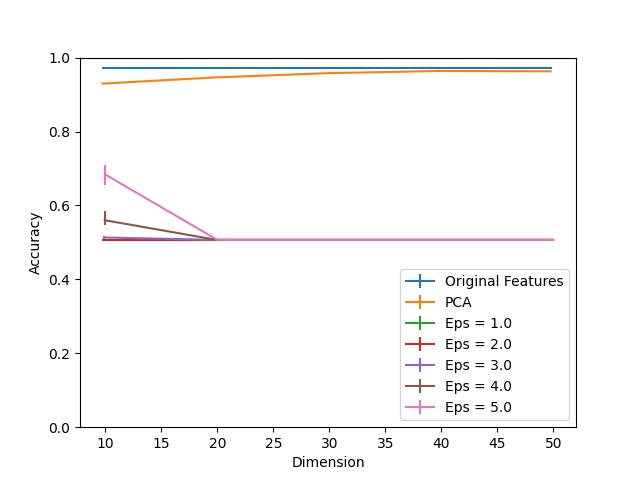 1.0
0.8
0.6
0.4
0.2
0.0
Accuracy
Original Features
PCA
Eps = 1.0
Eps = 2.0
Eps = 3.0
Eps = 4.0
Eps = 5.0
10 15 20 25 30 35 40 45 50
Dimension